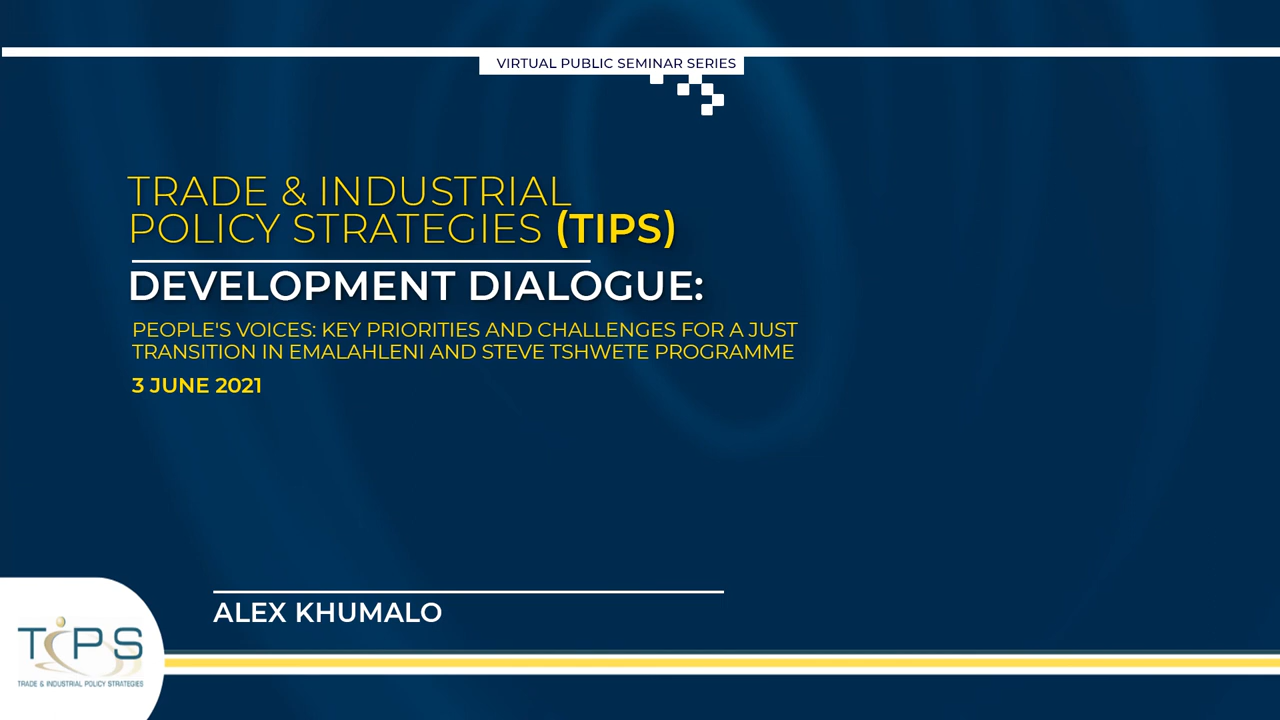 VIRTUAL PUBLIC SEMINAR SERIES
TRADE & INDUSTRIAL
POLICY STRATEGIES (TIPS)
DEVELOPMENT DIALOGUE:
PEOPLE'S VOICES: KEY PRIORITIES AND CHALLENGES FOR A JUST
TRANSITION IN EMALAHLENI AND STEVE TSHWETE PROGRAMME
3 JUNE 2021
ALEX KHUMALO
TIPS
TRADE & INDUSTRIAL POLICY STRATEGIES